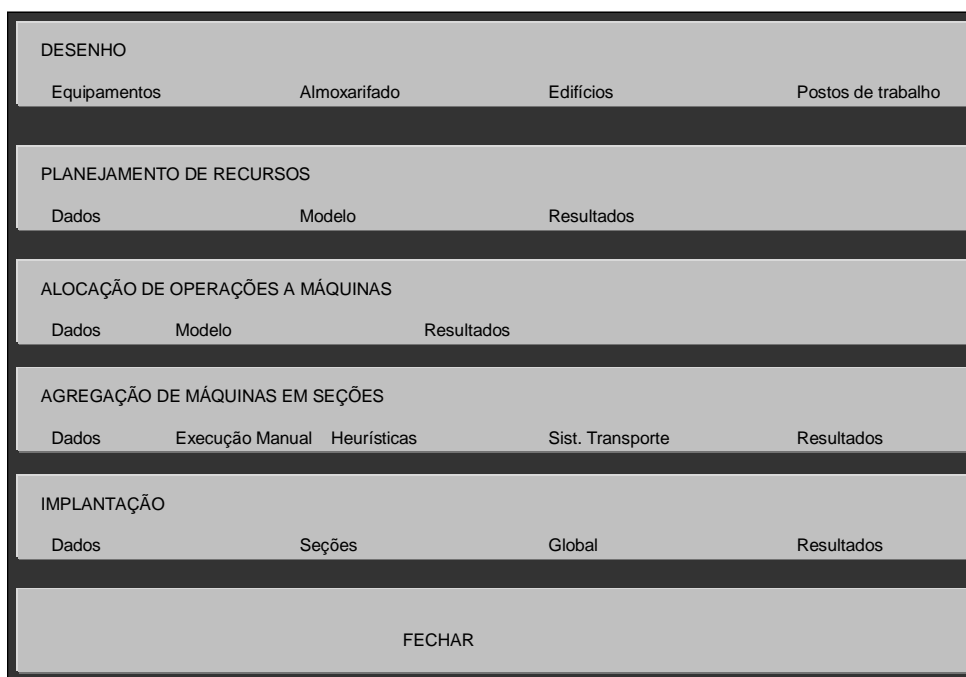 DESENHO
Equipamentos Almoxarifado Edifícios Postos de trabalho
PLANEJAMENTO DE RECURSOS
Dados Modelo Resultados
ALOCAÇÃO DE OPERAÇÕES A MÁQUINAS
Dados Modelo Resultados
AGREGAÇÃO DE MÁQUINAS EM SEÇÕES
Dados Execução Manual Heurísticas Sist. Transporte Resultados
IMPLANTAÇÃO
Dados Seções Global Resultados
FECHAR